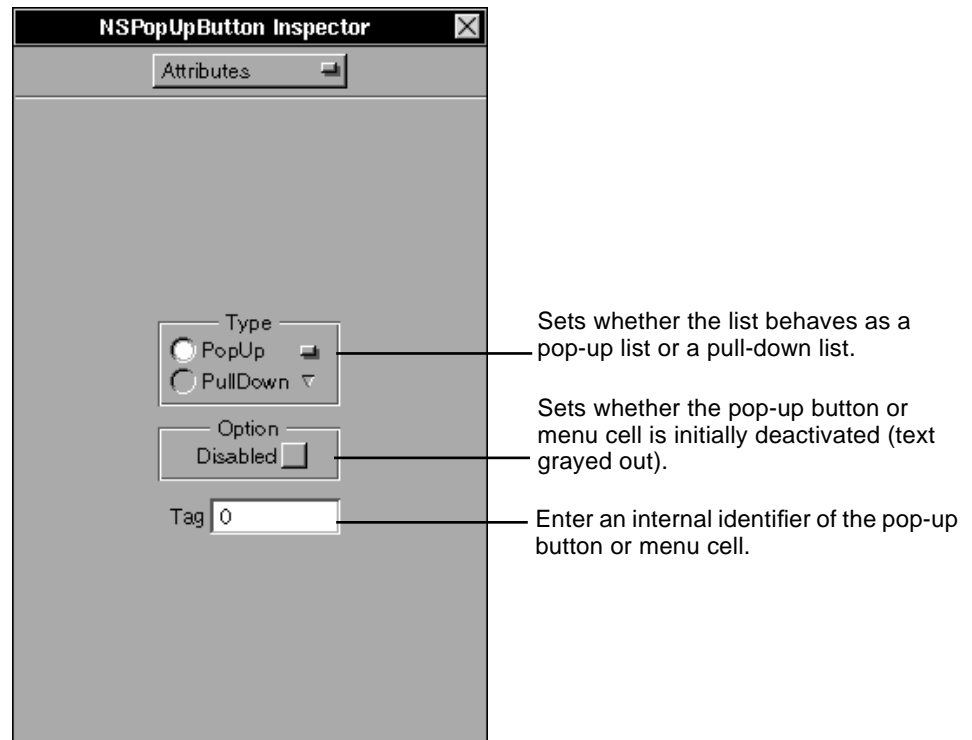 NSPopUpButton Inspector
Attributes
Type
PopUp
PullDown
Sets whether the list behaves as a
pop-up list or a pull-down list.
Option
Disabled
Sets whether the pop-up button or
menu cell is initially deactivated (text
grayed out).
Tag 0
Enter an internal identifier of the pop-up
button or menu cell.